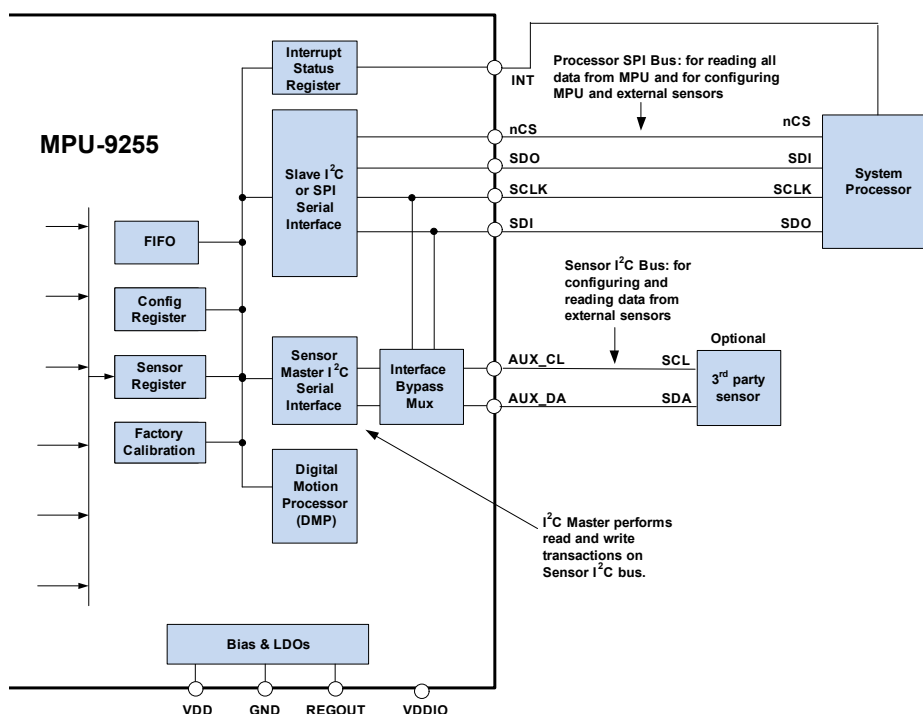 Interrupt
Status
Register
INT
Processor SPI Bus: for reading all
data from MPU and for configuring
MPU and external sensors
MPU-9255
Slave I²C
or SPI
Serial
Interface
nCS
SDO
SCLK
SDI
nCS
SDI
SCLK
SDO
System
Processor
FIFO
Config
Register
Sensor
Register
Factory
Calibration
Sensor
Master I²C
Serial
Interface
Interface
Bypass
Mux
Digital
Motion
Processor
(DMP)
Sensor I²C Bus: for
configuring and
reading data from
external sensors
AUX_CL
AUX_DA
SCL
SDA
Optional
3rd party
sensor
I²C Master performs
read and write
transactions on
Sensor I²C bus.
Bias & LDOs
VDD
GND
REGOUT
VDDIO